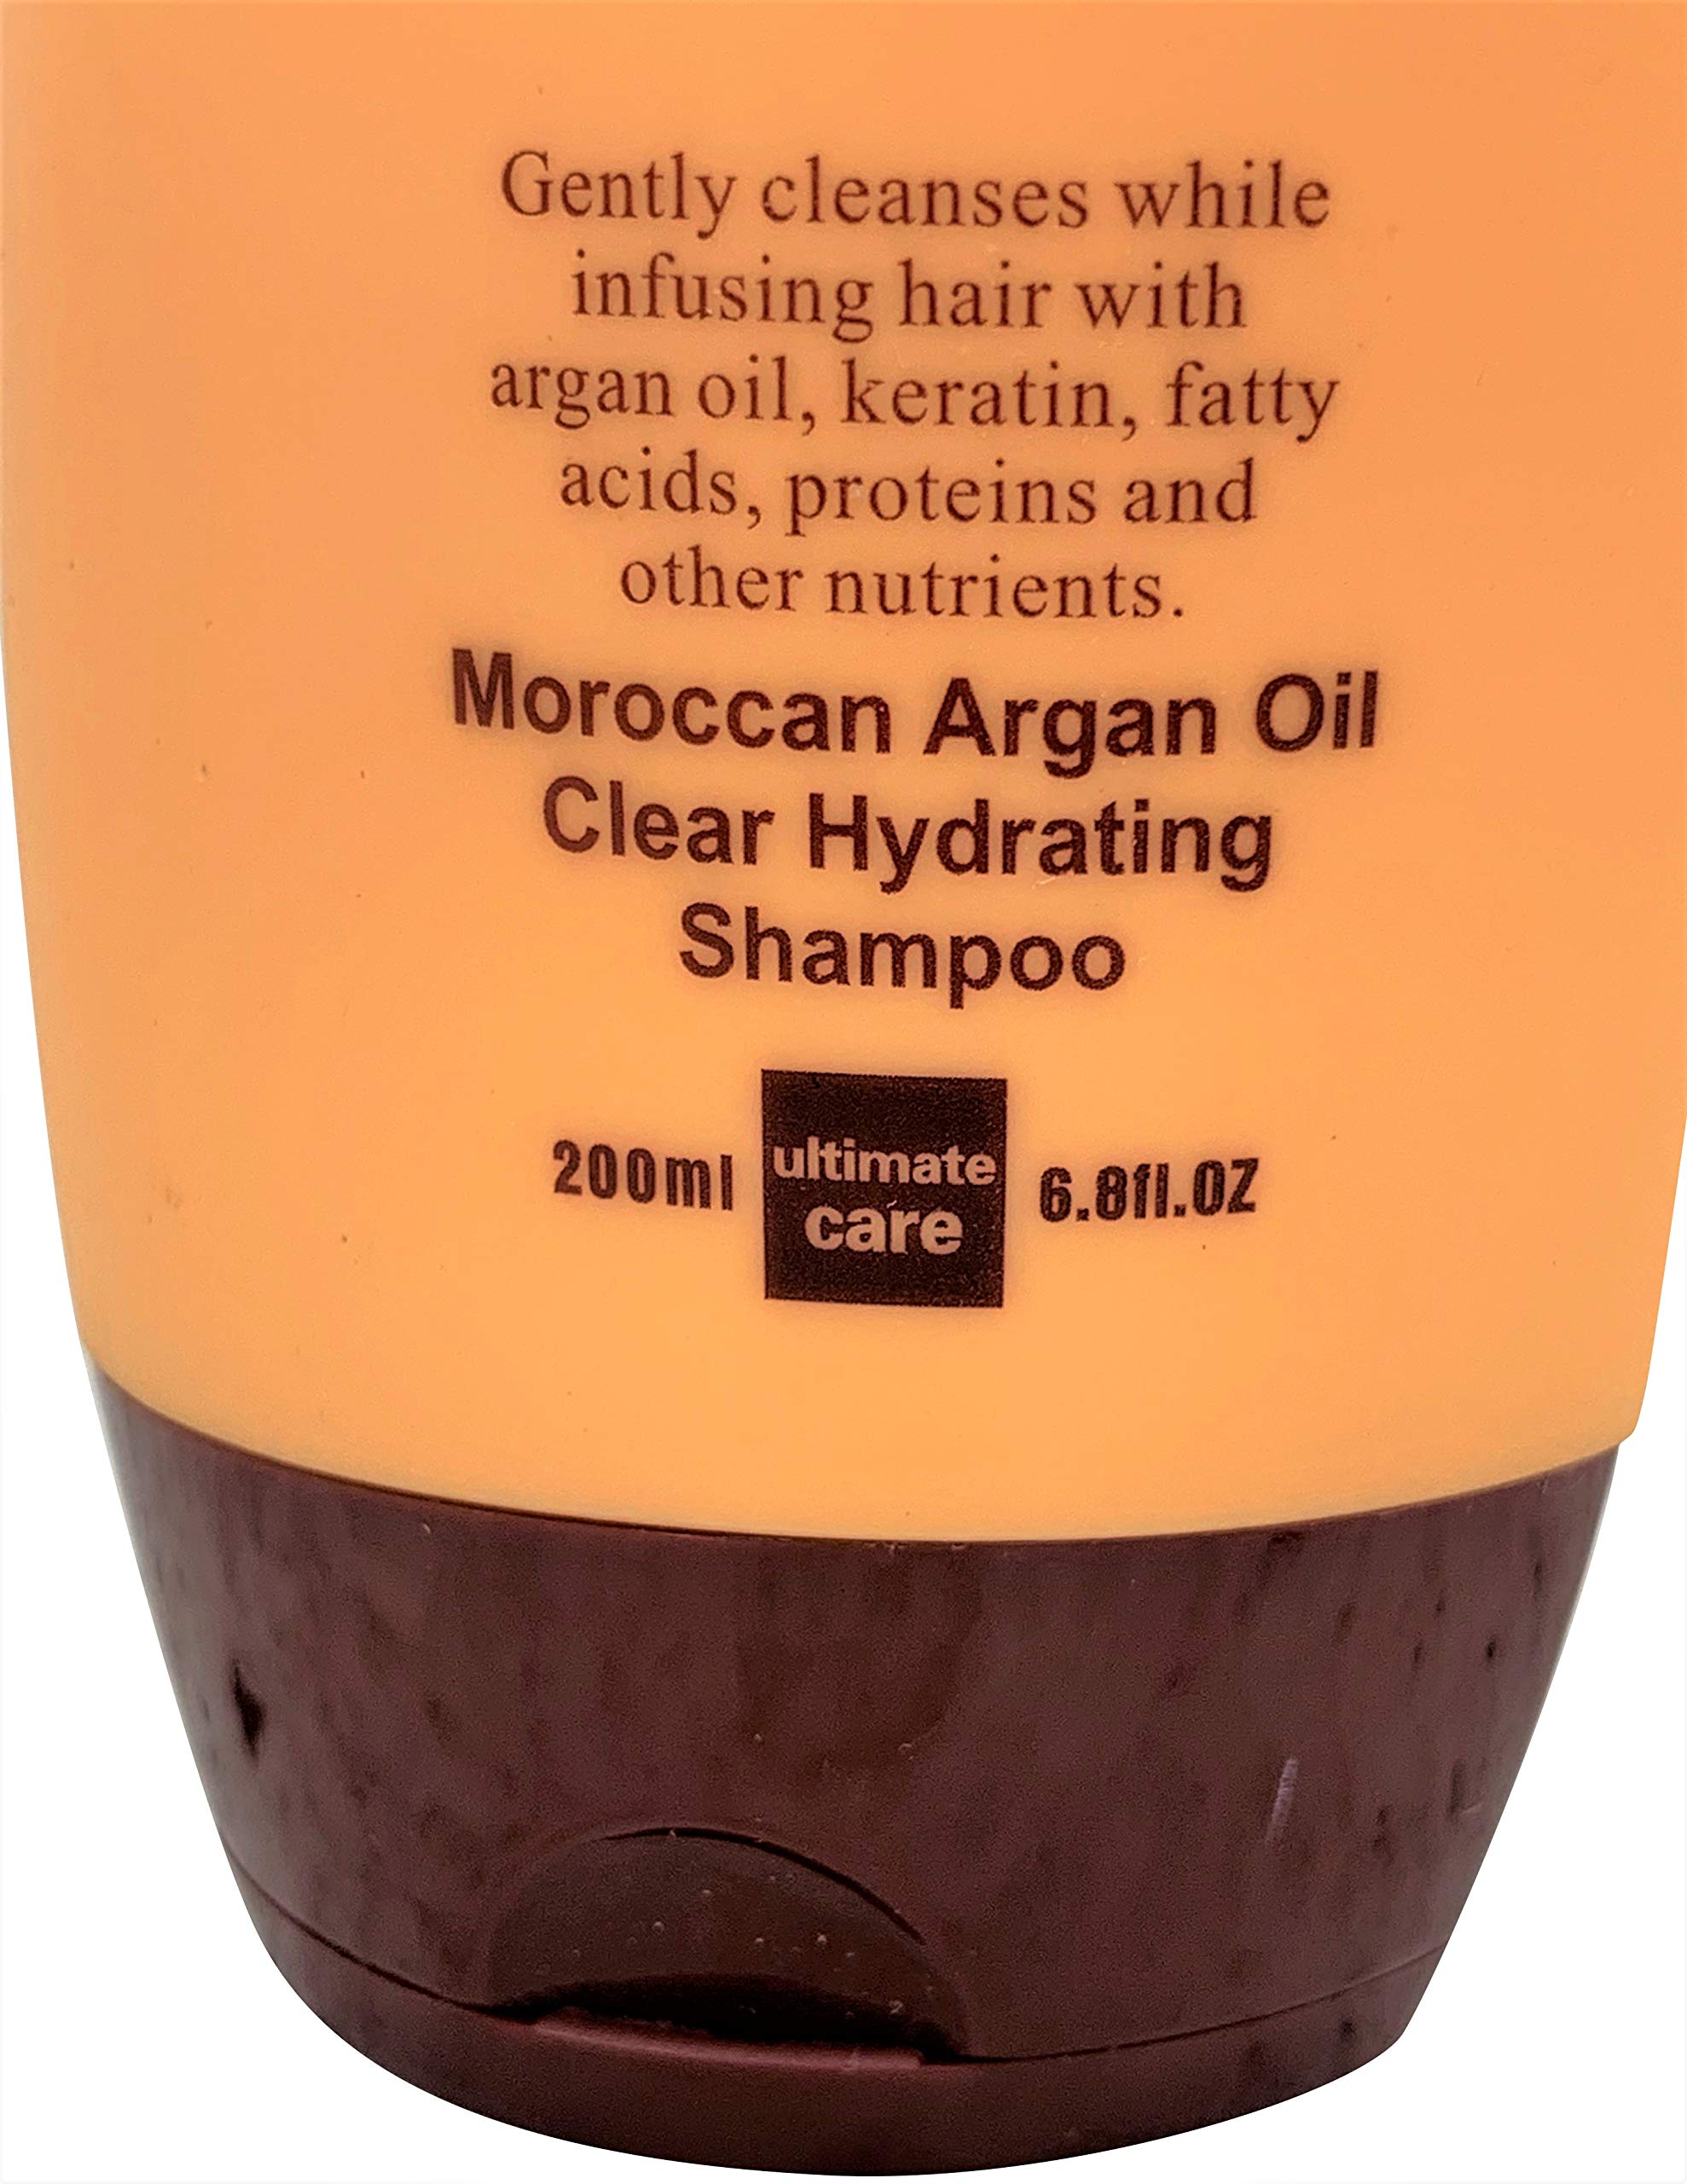 Gently cleanses while
infusing hair with
argan oil, keratin, fatty
acids, proteins and
other nutrients.
Moroccan Argan Oil
Clear Hydrating
Shampoo
200ml
ultimate
care
6.8fl.OZ